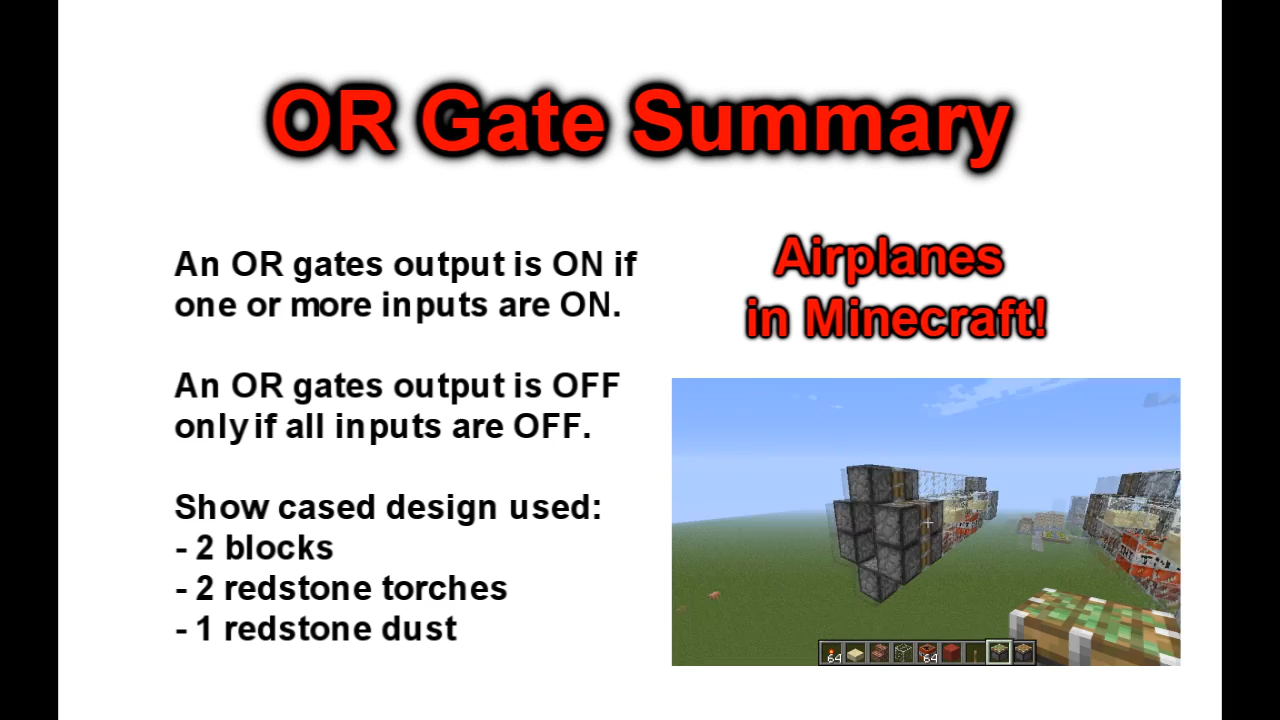 OR Gate Summary
An OR gates output is ON if
one or more inputs are ON.
An OR gates output is OFF
only if all inputs are OFF.
Show cased design used:
- 2 blocks
- 2 redstone torches
- 1 redstone dust
Airplanes
in Minecraft!
64 64